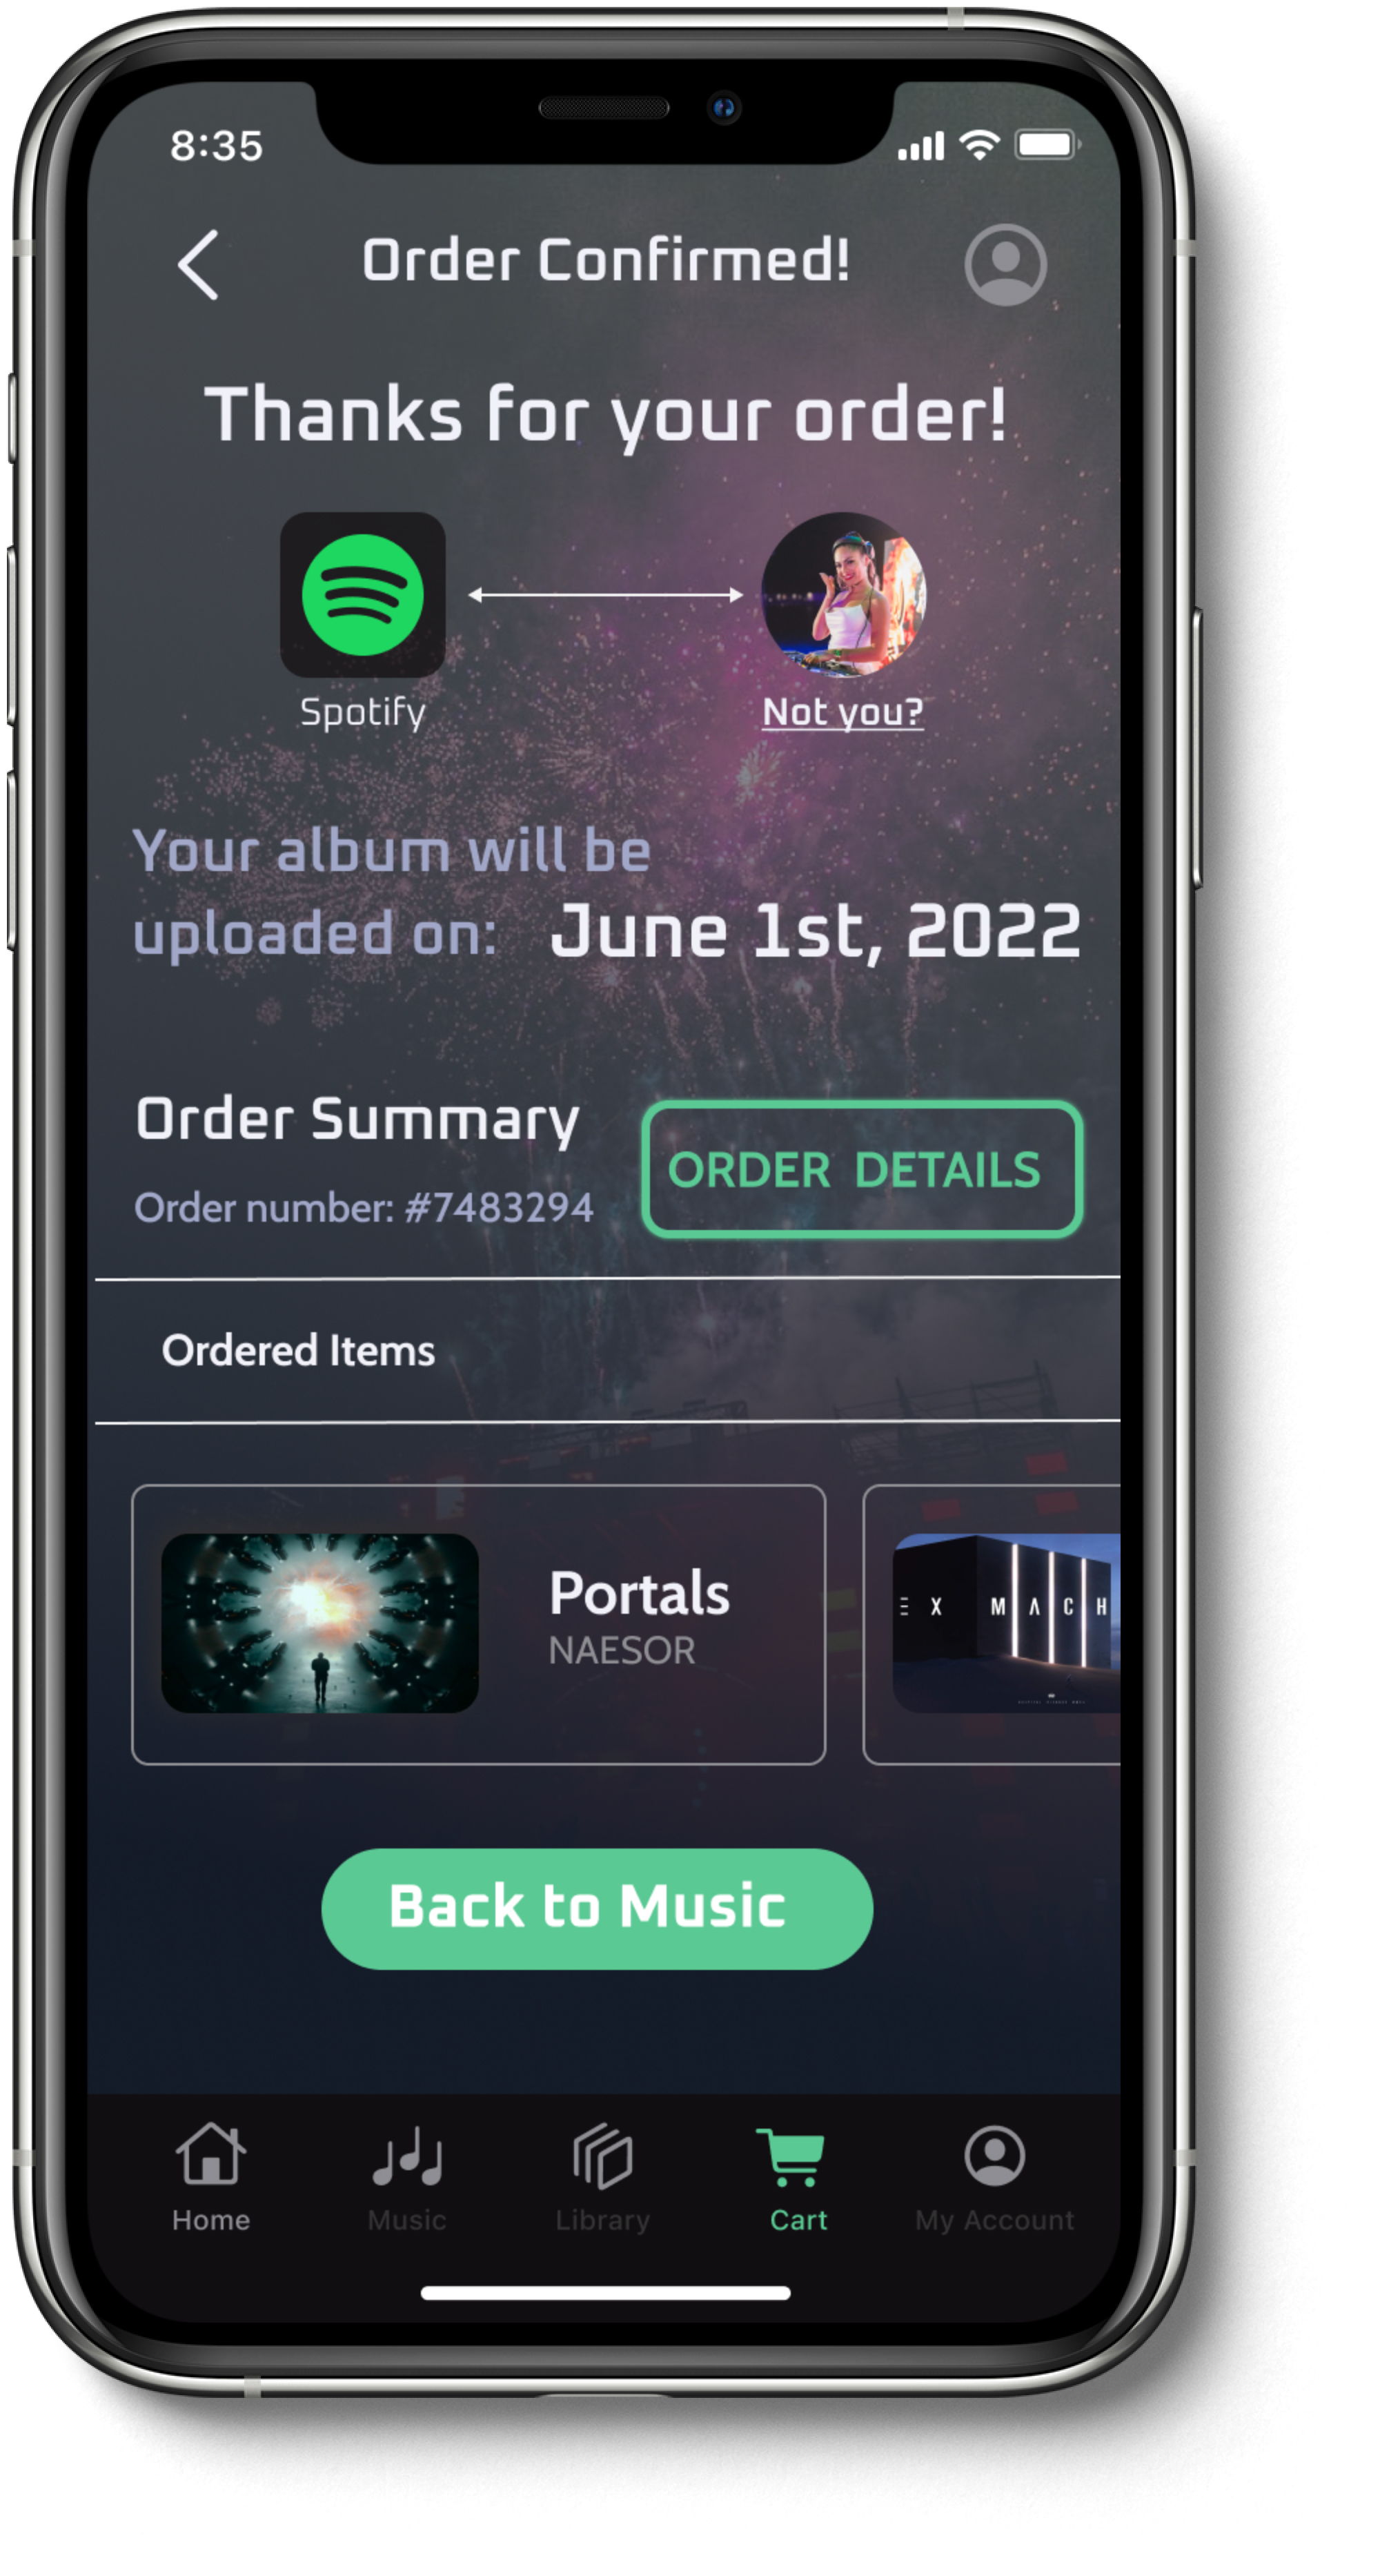 8:35
Order Confirmed!
Thanks for your order!
Spotify
Not you?
Your album will be
uploaded on:
June 1st, 2022
Order Summary
Order number: #7483294
ORDER DETAILS
Ordered Items
Portals
NAESOR
EX MACH
Back to Music
Home
Music
Library
Cart
My Account